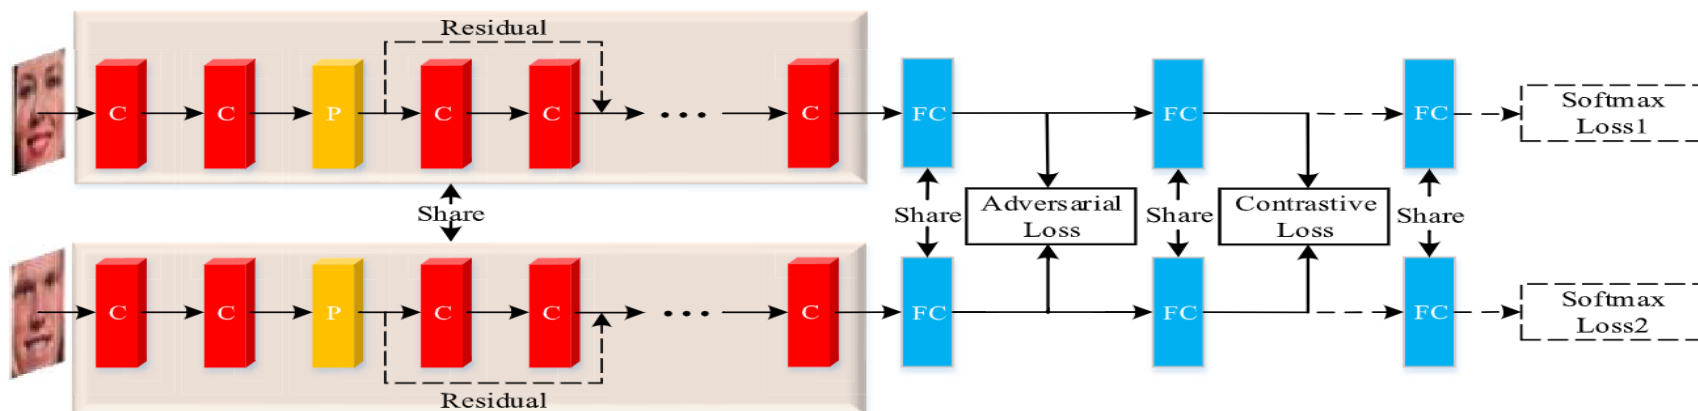 Residual
C C P C C ... C FC FC FC Softmax
Loss1
Share Share Adversarial
Loss Share Contrastive
Loss Share
C C P C C ... C FC FC FC Softmax
Loss2
Residual